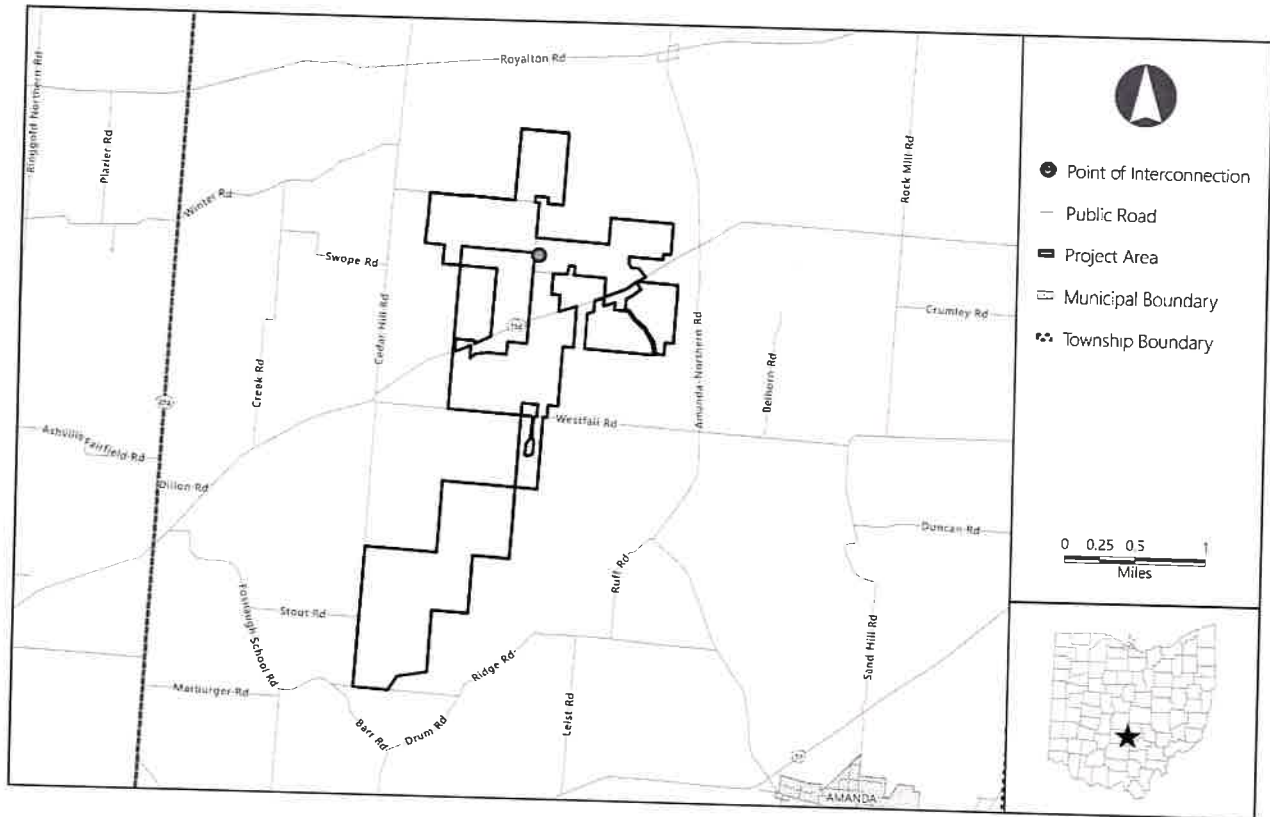 Royalton Rd
Ringgold Northern Rd
Plazier Rd
Winter Rd
Swope Rd
Cedar Hill Rd
Creek Rd
Rock Mill Rd
Crumley Rd
Amanda-Northern Rd
Delhorn Rd
Westfall Rd
Ashville
Fairfield Rd
Dillon Rd
Duncan Rd
Ruff Rd
Stout Rd
School Rd
Sand Hill Rd
Ridge Rd
Marburger Rd
Leist Rd
Barr Rd
Drum Rd
AMANDA
Point of Interconnection
Public Road
Project Area
Municipal Boundary
Township Boundary
0 0.25 0.5 1
Miles